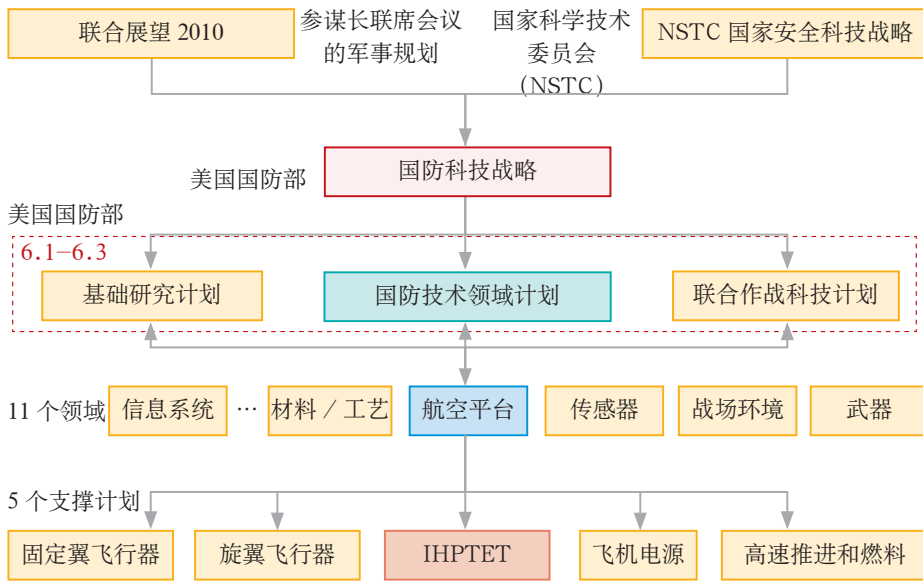 联合展望 2010
参谋长联席会议
的军事规划
国家科学技术
委员会
(NSTC)
NSTC 国家安全科技战略
美国国防部
国防科技战略
美国国防部
6.1–6.3
基础研究计划
国防技术领域计划
联合作战科技计划
11 个领域
信息系统
…
材料 / 工艺
航空平台
传感器
战场环境
武器
5 个支撑计划
固定翼飞行器
旋翼飞行器
IHPTET
飞机电源
高速推进和燃料